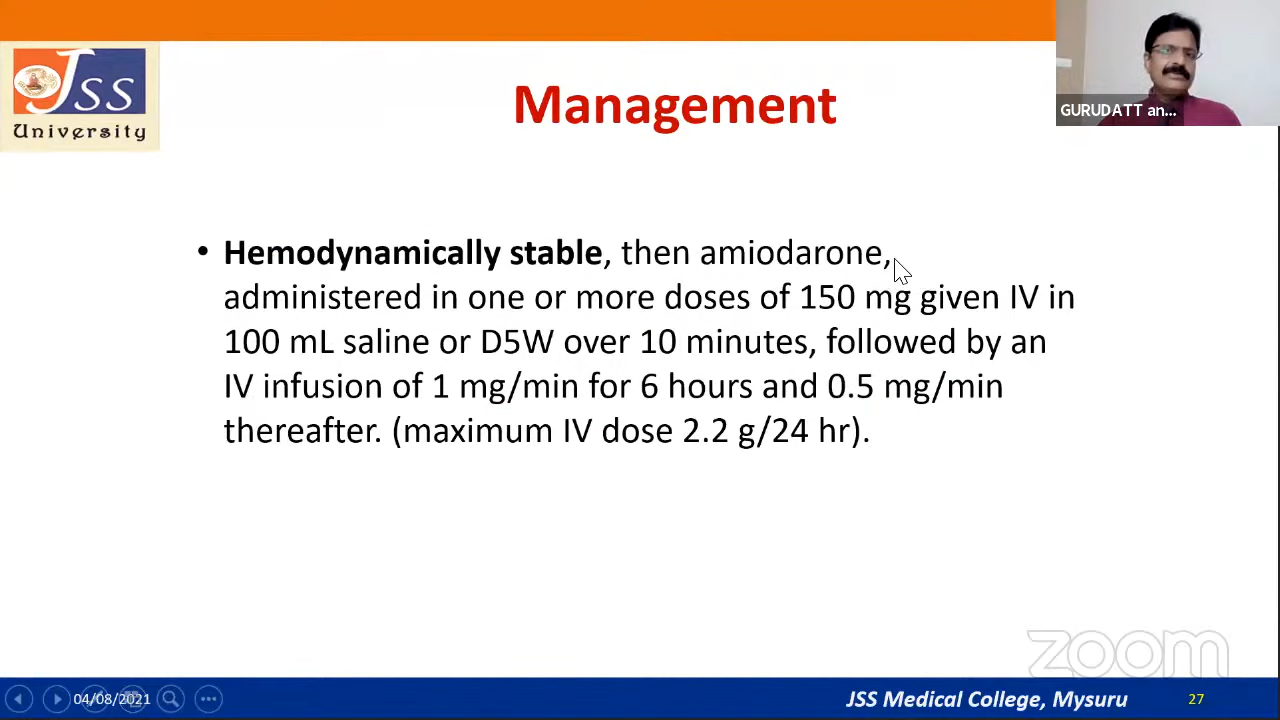 JSS
University
Management
GURUDATT an...
• Hemodynamically stable, then amiodarone,
administered in one or more doses of 150 mg given IV in
100 mL saline or D5W over 10 minutes, followed by an
IV infusion of 1 mg/min for 6 hours and 0.5 mg/min
thereafter. (maximum IV dose 2.2 g/24 hr).
zoom
04/08/2021
JSS Medical College, Mysuru
27